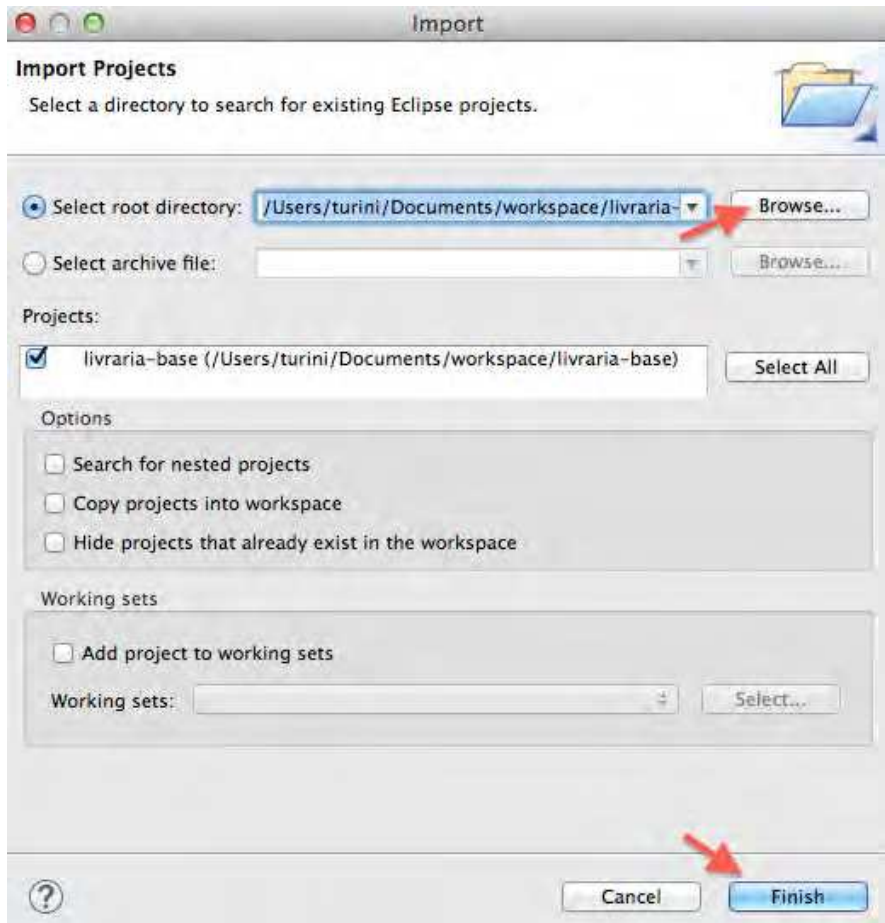 Import
Import Projects
Select a directory to search for existing Eclipse projects.
Select root directory: /Users/turini/Documents/workspace/livraria- Browse...
Select archive file: Browse...
Projects:
livraria-base (/Users/turini/Documents/workspace/livraria-base) Select All
Options
Search for nested projects
Copy projects into workspace
Hide projects that already exist in the workspace
Working sets
Add project to working sets
Working sets: Select...
? Cancel Finish